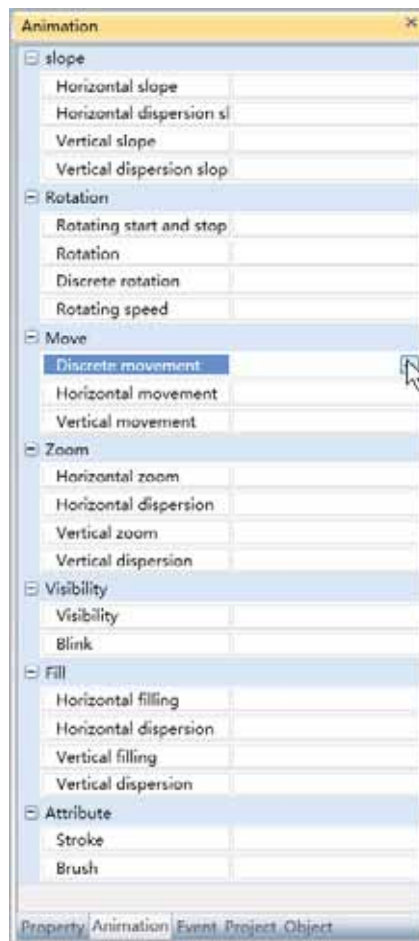 Animation
slope
Horizontal slope
Horizontal dispersion sl
Vertical slope
Vertical dispersion slop
Rotation
Rotating start and stop
Rotation
Discrete rotation
Rotating speed
Move
Discrete movement
Horizontal movement
Vertical movement
Zoom
Horizontal zoom
Horizontal dispersion
Vertical zoom
Vertical dispersion
Visibility
Visibility
Blink
Fill
Horizontal filling
Horizontal dispersion
Vertical filling
Vertical dispersion
Attribute
Stroke
Brush
Property Animation Event Project Object